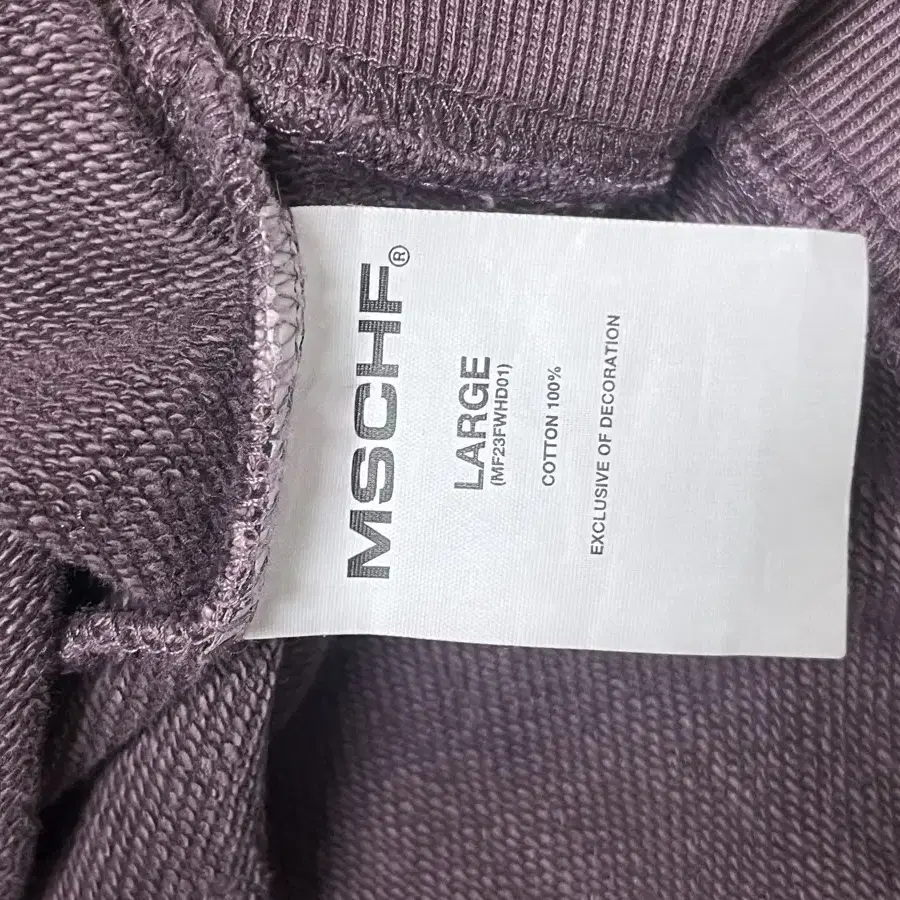 MSCHF®
LARGE
(MF23FWHD01)
COTTON 100%
EXCLUSIVE OF DECORATION